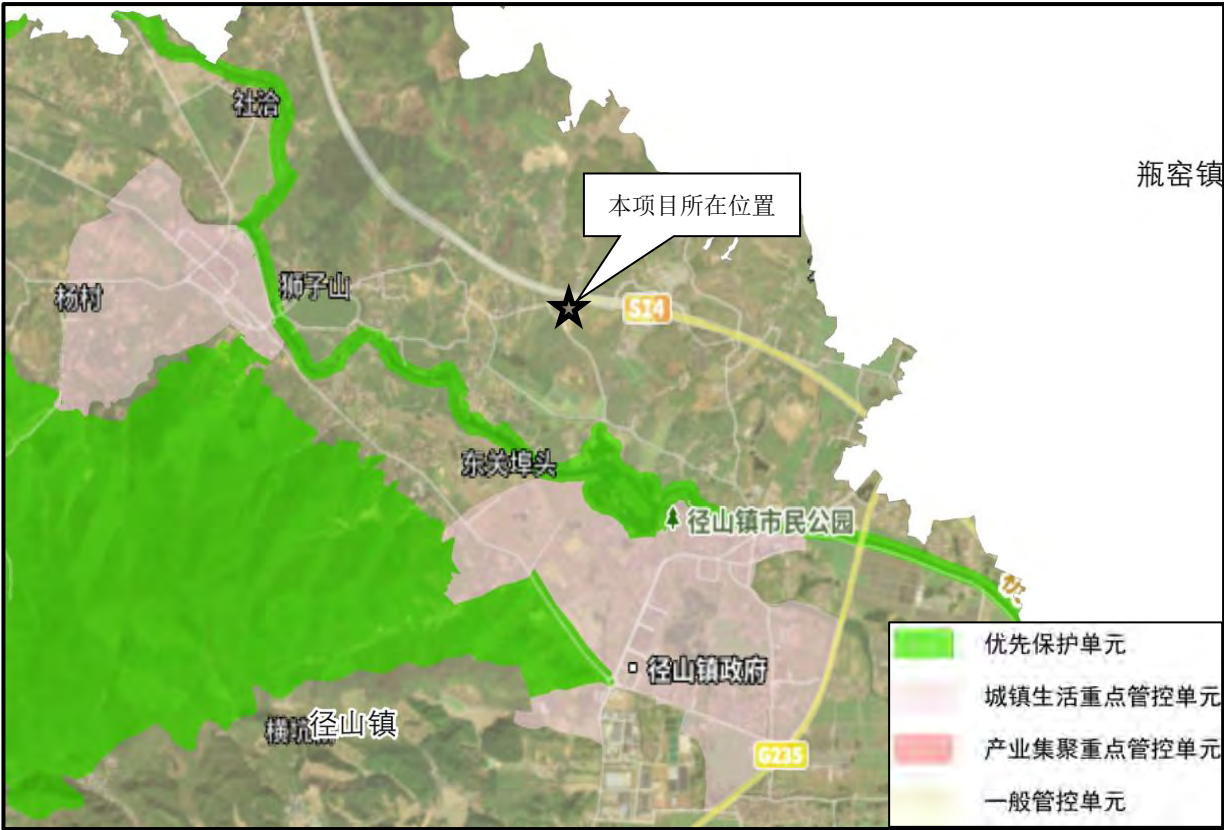 社洽
瓶窑镇
本项目所在位置
杨村
狮子山
S14
东关埠头
径山镇市民公园
径山镇政府
径山镇
G235
优先保护单元
城镇生活重点管控单元
产业集聚重点管控单元
一般管控单元